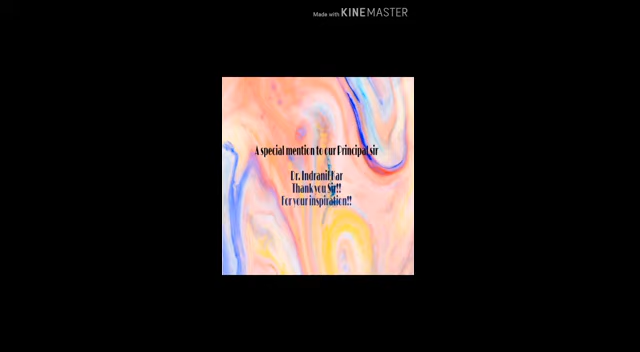 Made with KINEMASTER
A special mention to our Principal sir
Dr. Indranil Kar
Thank you Sir!!
For your inspiration!!